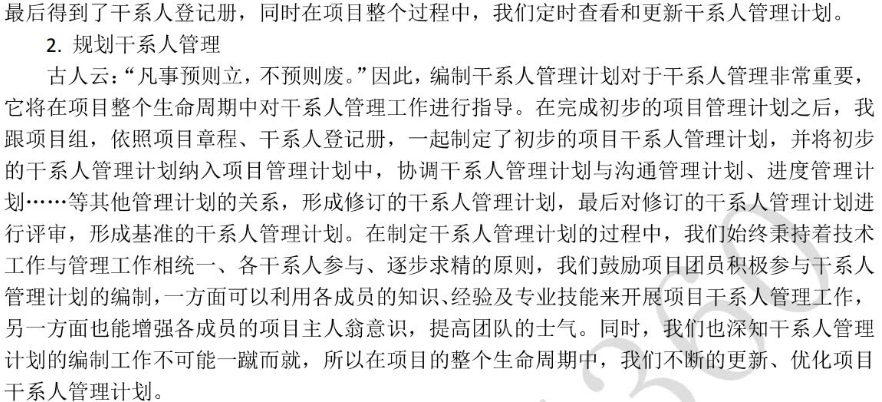 最后得到了干系人登记册，同时在项目整个过程中，我们定时查看和更新干系人管理计划。
2. 规划干系人管理
古人云：“凡事预则立，不预则废。”因此，编制干系人管理计划对于干系人管理非常重要，
它将在项目整个生命周期中对干系人管理工作进行指导。在完成初步的项目管理计划之后，我
跟项目组，依照项目章程、干系人登记册，一起制定了初步的项目干系人管理计划，并将初步
的干系人管理计划纳入项目管理计划中，协调干系人管理计划与沟通管理计划、进度管理计
划……等其他管理计划的关系，形成修订的干系人管理计划，最后对修订的干系人管理计划进
行评审，形成基准的干系人管理计划。在制定干系人管理计划的过程中，我们始终秉持着技术
工作与管理工作相统一、各干系人参与、逐步求精的原则，我们鼓励项目团员积极参与干系人
管理计划的编制，一方面可以利用各成员的知识、经验及专业技能来开展项目干系人管理工作，
另一方面也能增强各成员的项目主人翁意识，提高团队的士气。同时，我们也深知干系人管理
计划的编制工作不可能一蹴而就，所以在项目的整个生命周期中，我们不断的更新、优化项目
干系人管理计划。